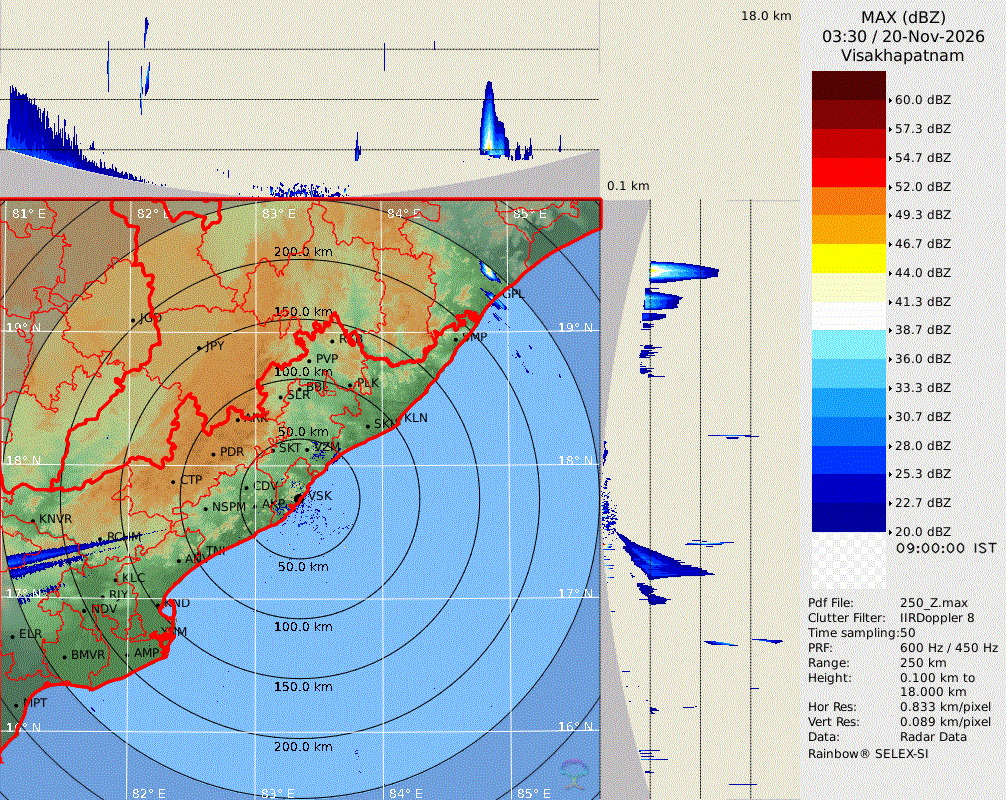 18.0 km
0.1 km
MAX (dBZ)
03:30 / 20-Nov-2026
Visakhapatnam
60.0 dBZ
57.3 dBZ
54.7 dBZ
52.0 dBZ
49.3 dBZ
46.7 dBZ
44.0 dBZ
41.3 dBZ
38.7 dBZ
36.0 dBZ
33.3 dBZ
30.7 dBZ
28.0 dBZ
25.3 dBZ
22.7 dBZ
20.0 dBZ
09:00:00 IST
Pdf File: 250_Z.max
Clutter Filter: IIRDoppler 8
Time sampling:50
PRF: 600 Hz / 450 Hz
Range: 250 km
Height: 0.100 km to
18.000 km
Hor Res: 0.833 km/pixel
Vert Res: 0.089 km/pixel
Data: Radar Data
Rainbow® SELEX-SI
81° E 82° E 83° E 84° E 85° E
200.0 km
GPL
150.0 km
JGD
19° N
JPY
SMP
PVP
100.0 km
BBL PLK
SLR
SKM KLN
50.0 km
PDR SKT VZM
18° N
CTP
CDV
VSK
NSPM AKP
KNVR
TNI
50.0 km
KLC
RJY
17° N
KND
NDV
100.0 km
ELR
AMP
BMVR
150.0 km
MPT
16° N
200.0 km
82° E 83° E 84° E 85° E